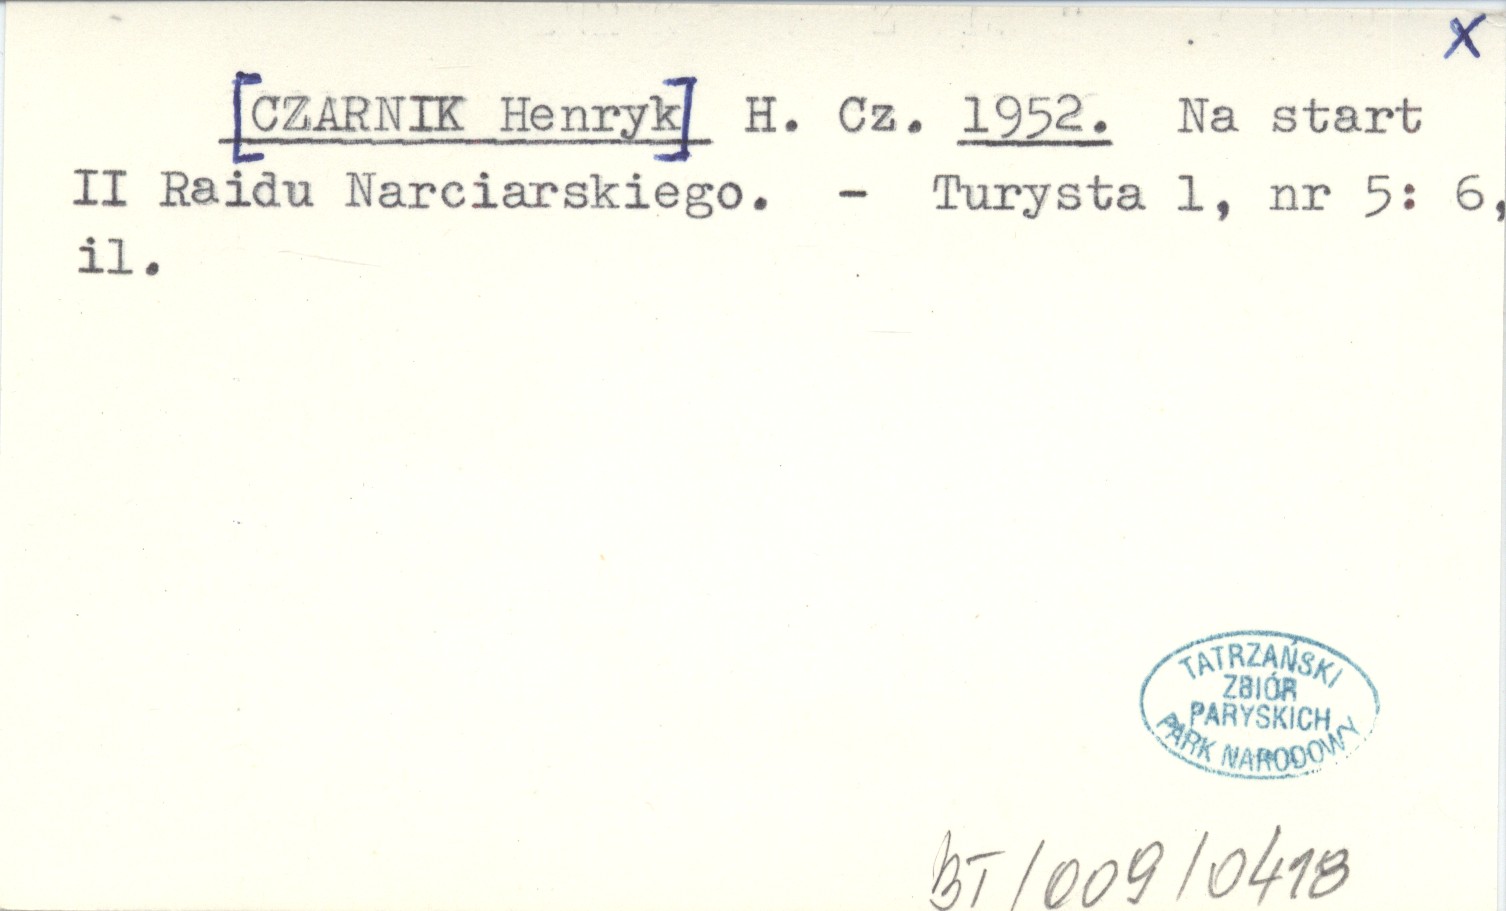 x
[CZARNIK Henryk] H. Cz. 1952. Na start
II Raidu Narciarskiego. - Turysta 1, nr 5: 6,
il.
TATRZAŃSKI
ZBIÓR
PARYSKICH
PARK NARODOWY
BT/009/0418